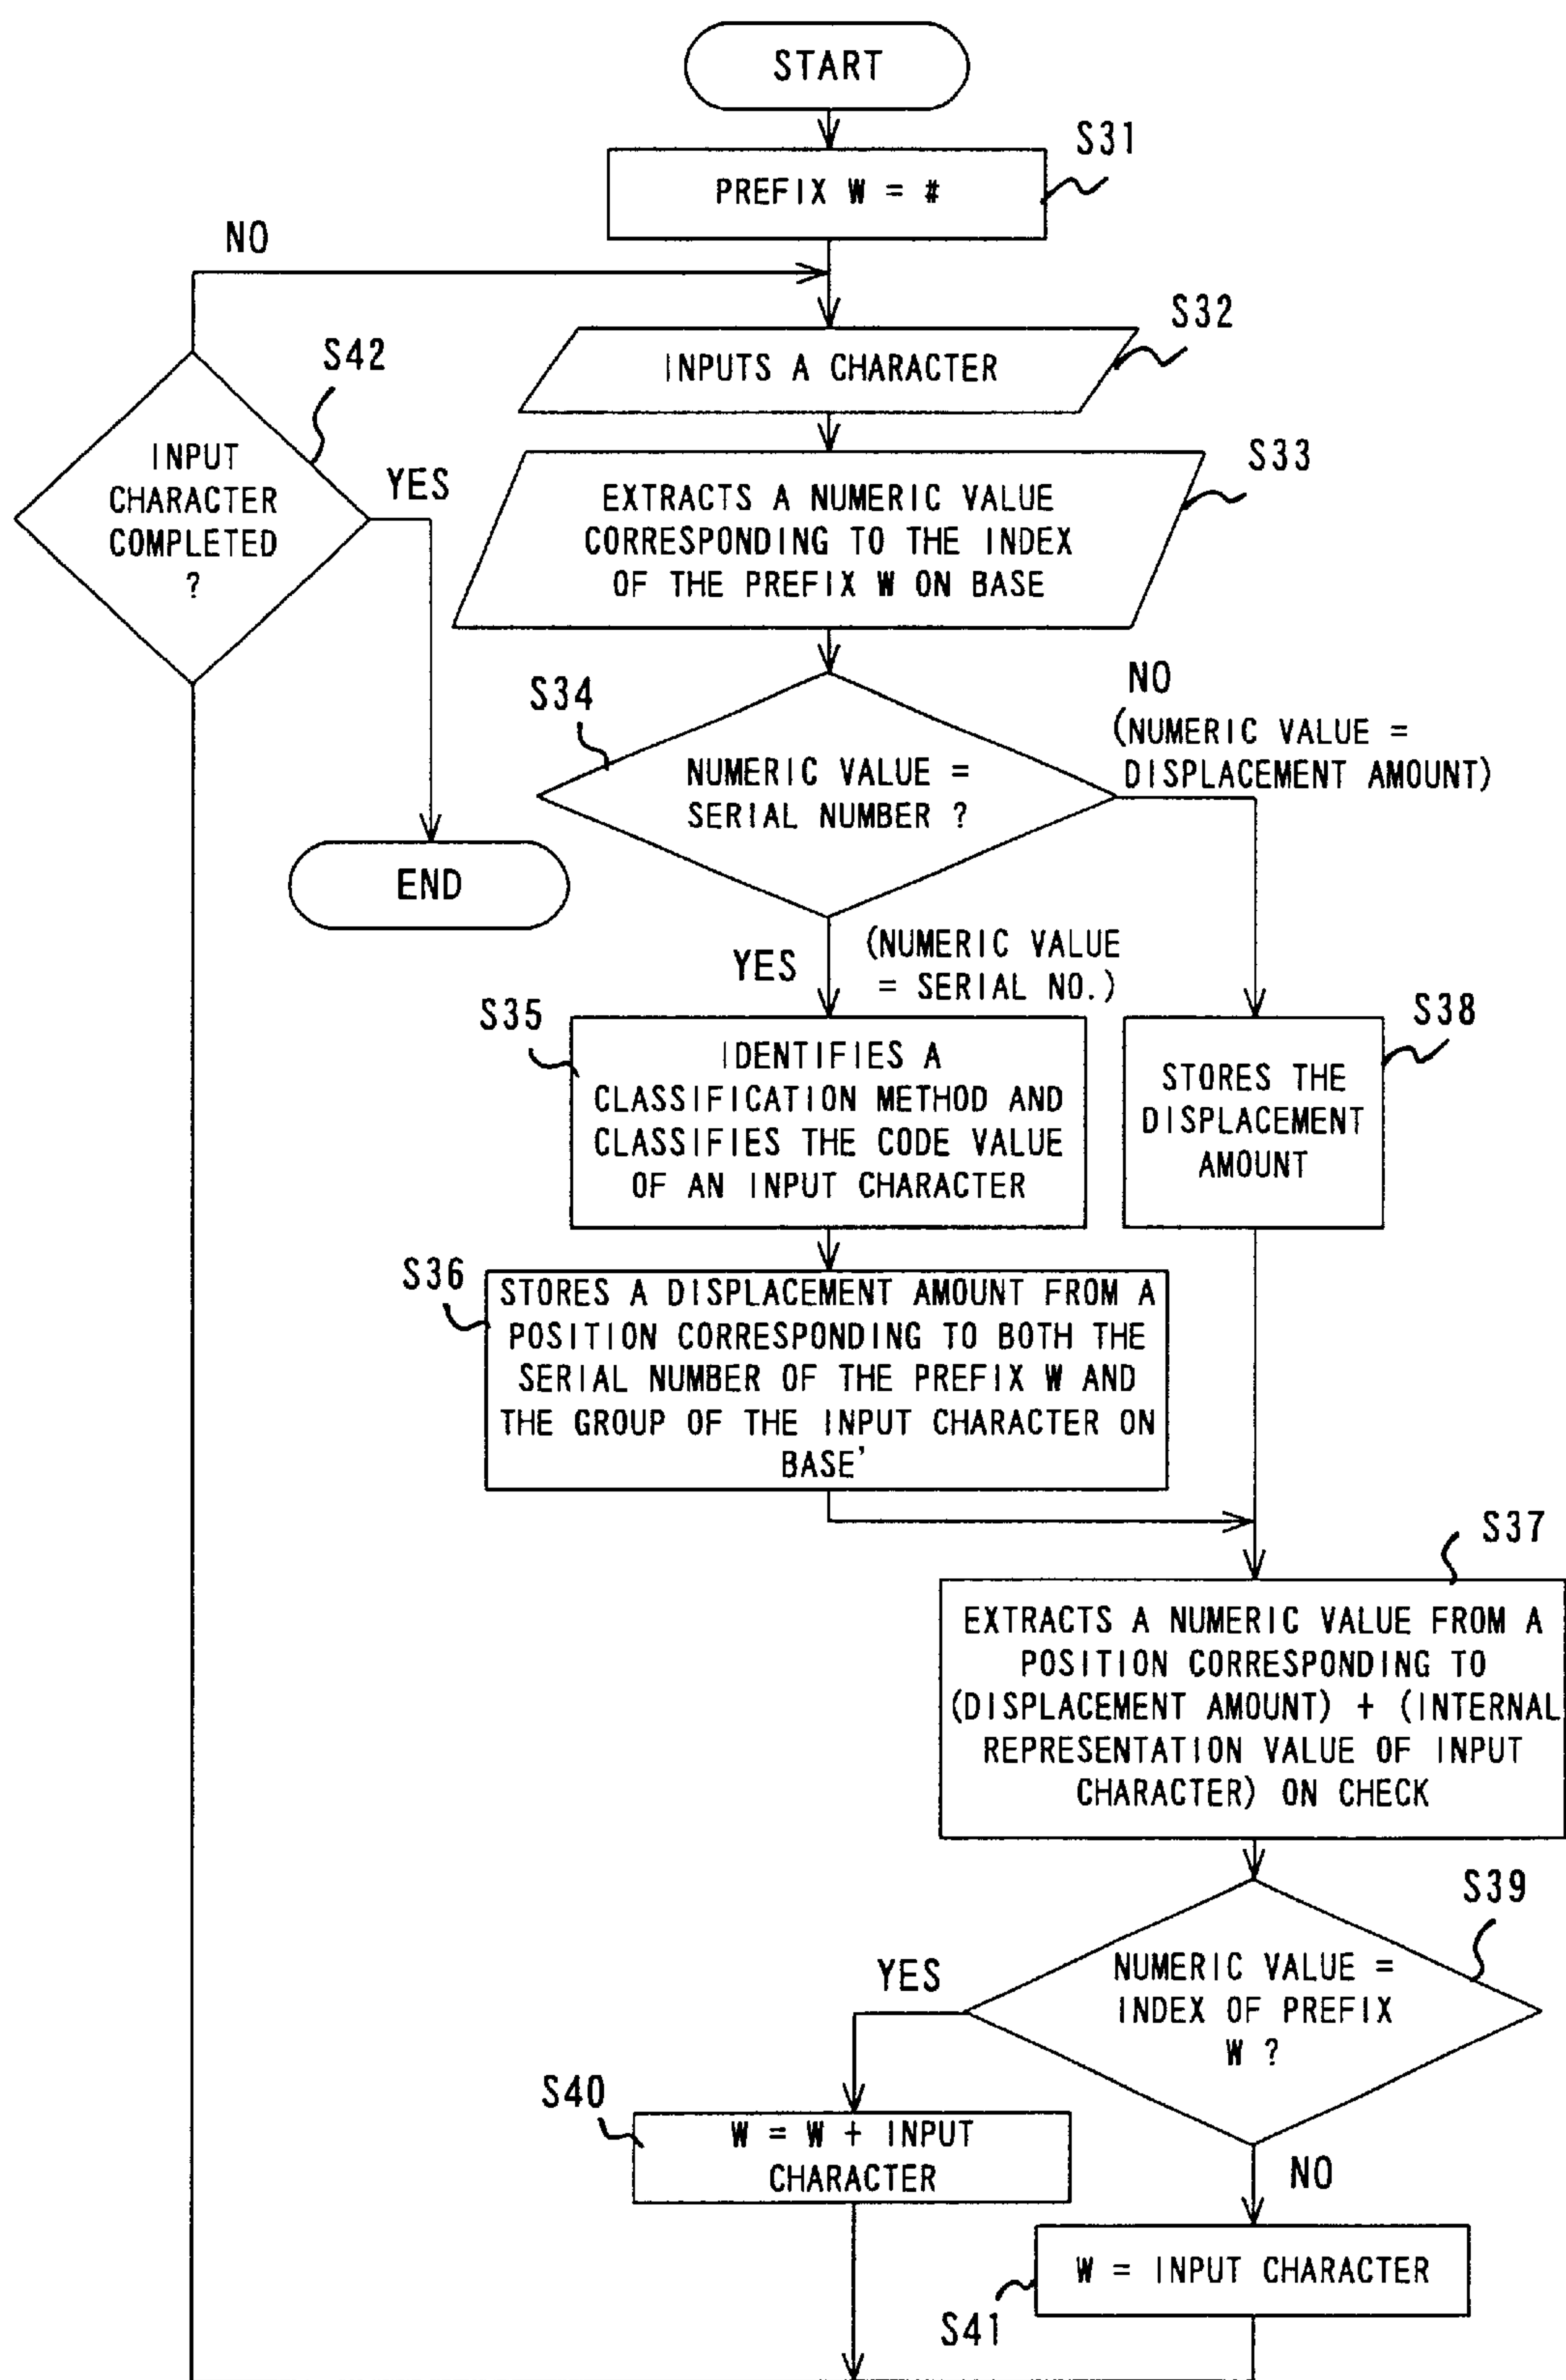 START
S31
PREFIX W = #
NO
S32
INPUTS A CHARACTER
S42
INPUT
CHARACTER
COMPLETED
?
YES
S33
EXTRACTS A NUMERIC VALUE
CORRESPONDING TO THE INDEX
OF THE PREFIX W ON BASE
S34
NUMERIC VALUE =
SERIAL NUMBER ?
NO
(NUMERIC VALUE =
DISPLACEMENT AMOUNT)
END
YES
(NUMERIC VALUE
= SERIAL NO.)
S35
IDENTIFIES A
CLASSIFICATION METHOD AND
CLASSIFIES THE CODE VALUE
OF AN INPUT CHARACTER
S38
STORES THE
DISPLACEMENT
AMOUNT
S36
STORES A DISPLACEMENT AMOUNT FROM A
POSITION CORRESPONDING TO BOTH THE
SERIAL NUMBER OF THE PREFIX W AND
THE GROUP OF THE INPUT CHARACTER ON
BASE'
S37
EXTRACTS A NUMERIC VALUE FROM A
POSITION CORRESPONDING TO
(DISPLACEMENT AMOUNT) + (INTERNAL
REPRESENTATION VALUE OF INPUT
CHARACTER) ON CHECK
S39
NUMERIC VALUE =
INDEX OF PREFIX
W ?
YES
S40
W = W + INPUT
CHARACTER
NO
S41
W = INPUT CHARACTER